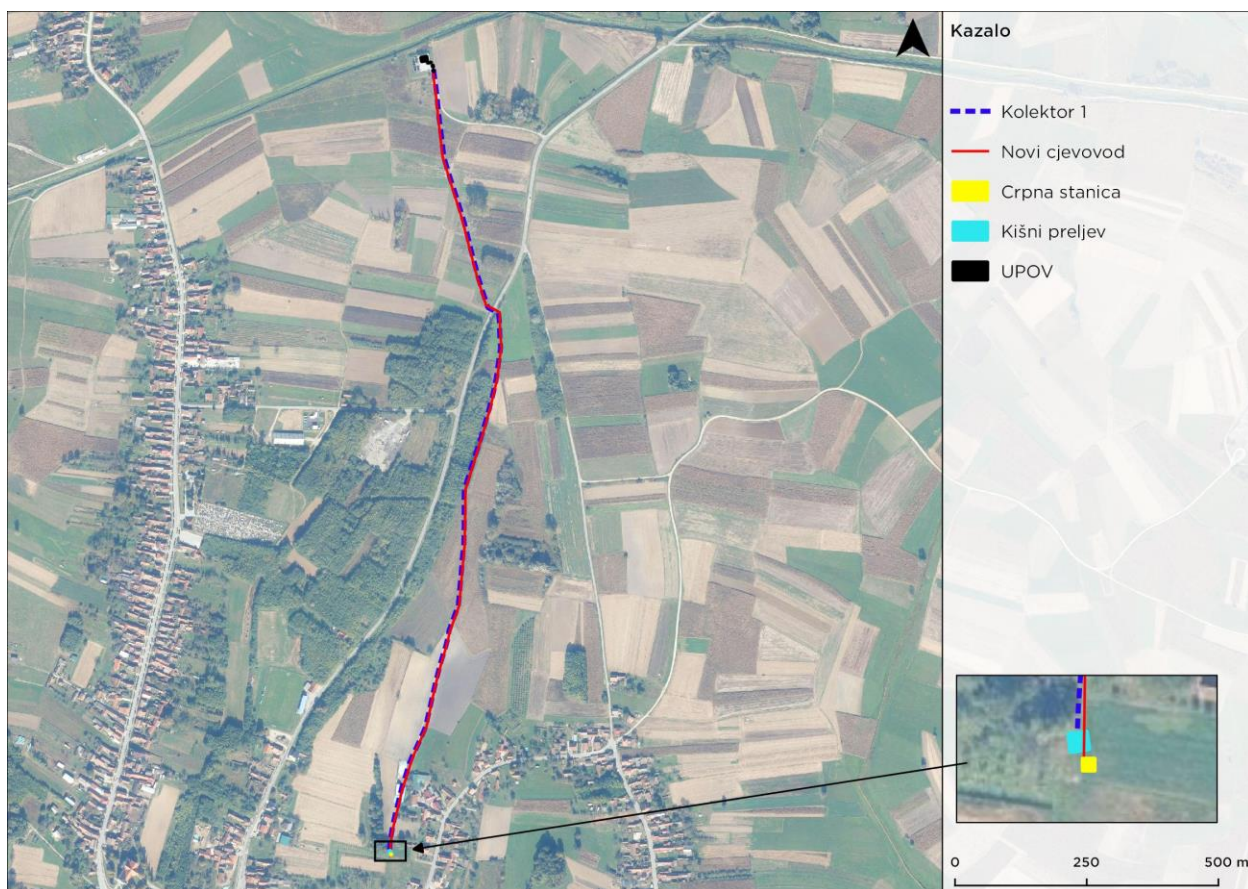 Kazalo
Kolektor 1
Novi cjevovod
Crpna stanica
Kišni preljev
UPOV
0 250 500 m